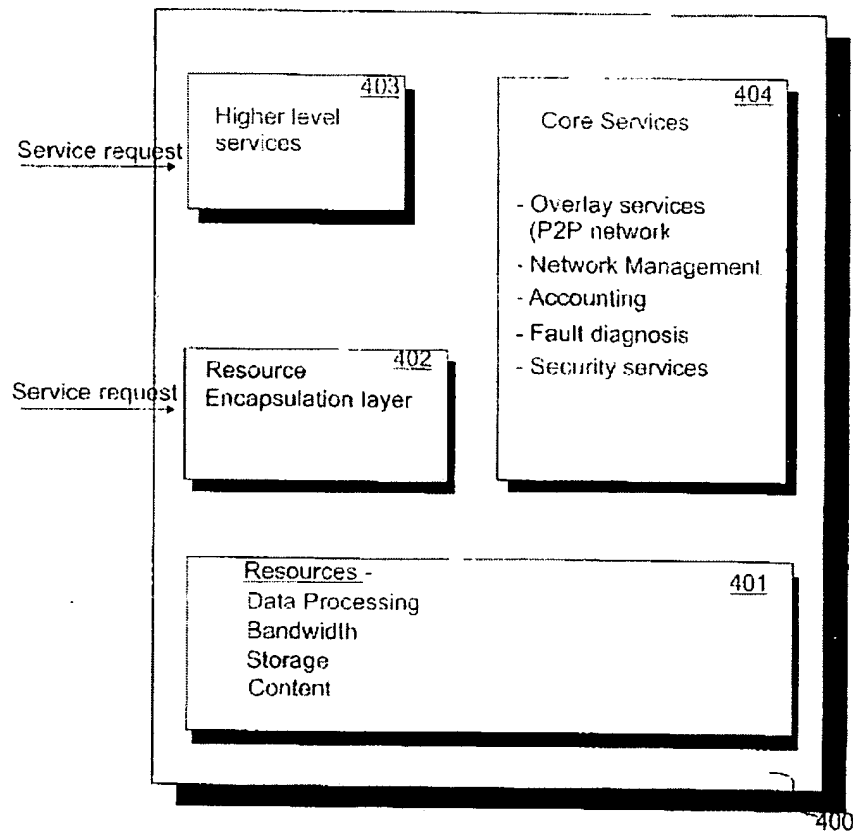 403
Higher level
services
Service request
404
Core Services
- Overlay services
(P2P network
- Network Management
- Accounting
- Fault diagnosis
- Security services
402
Resource
Encapsulation layer
Service request
Resources -
401
Data Processing
Bandwidth
Storage
Content
400